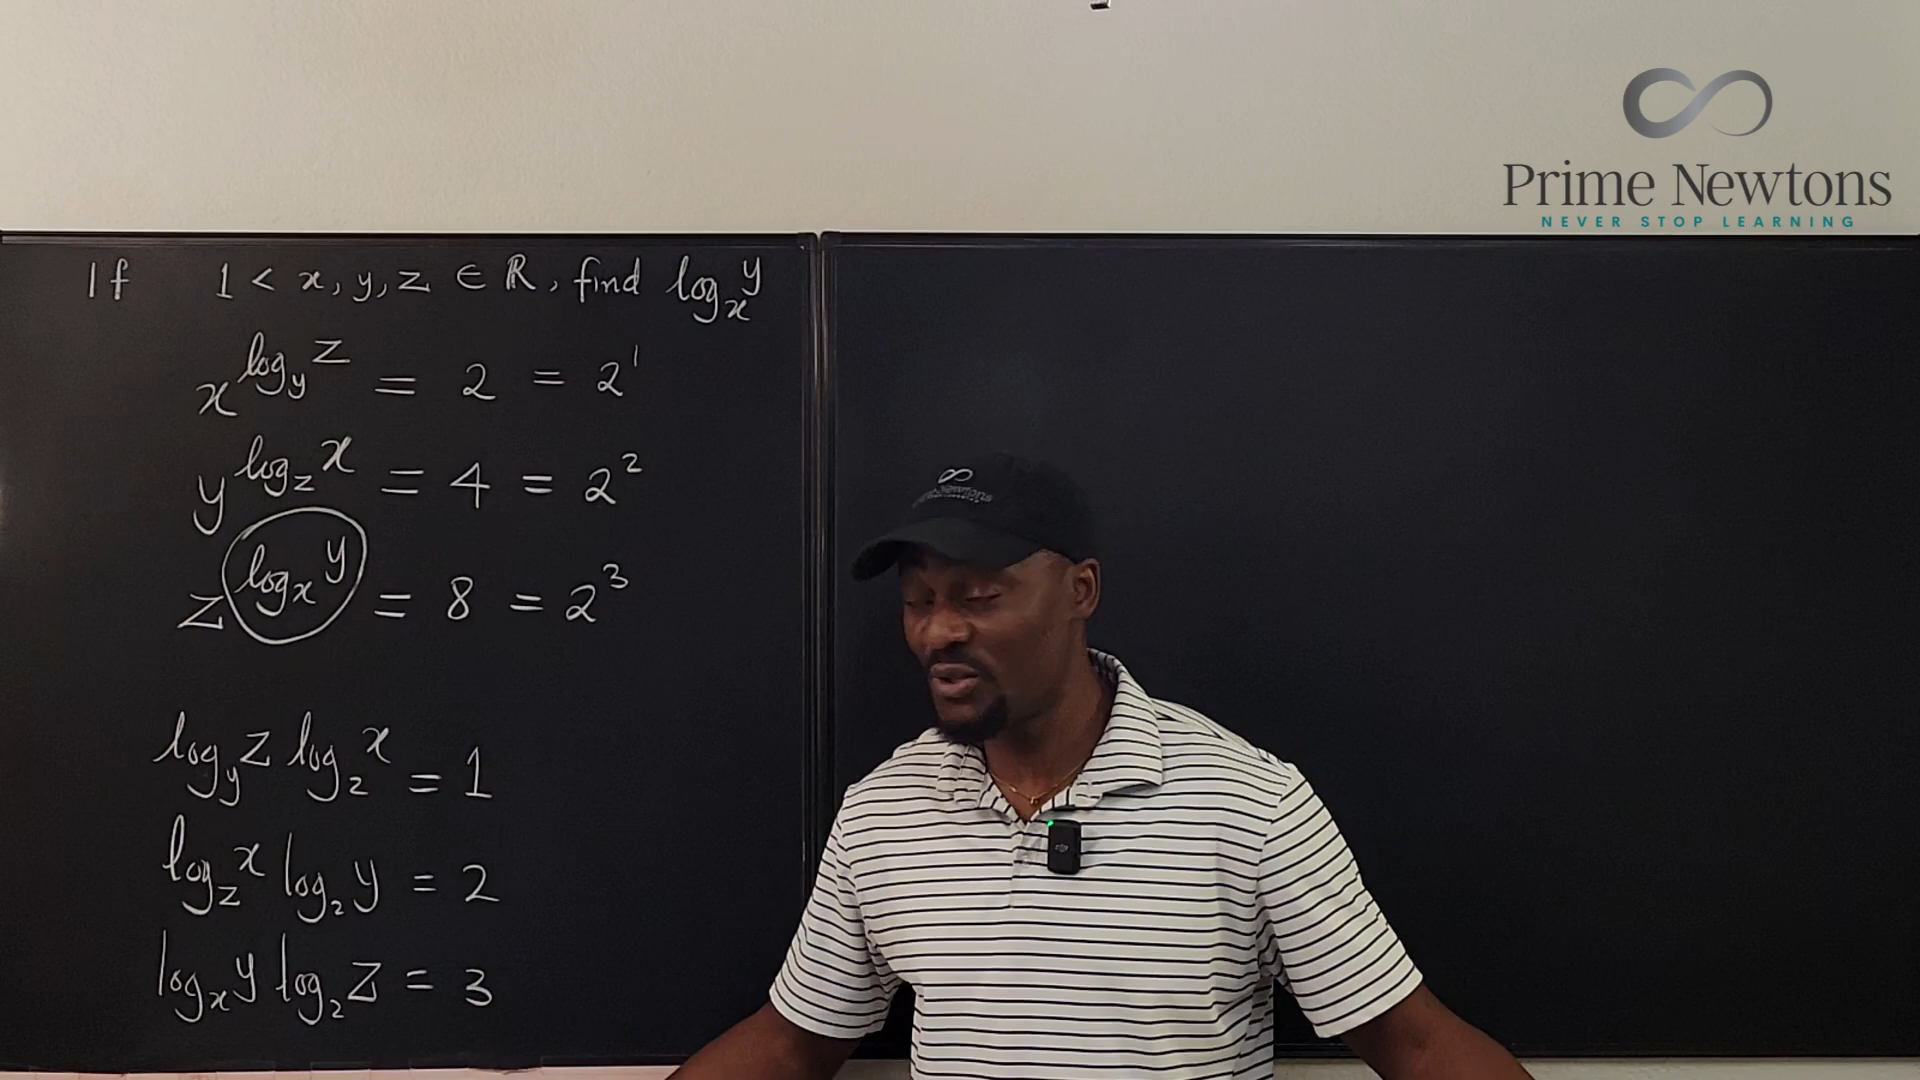 Prime Newtons
NEVER STOP LEARNING
If 1 < x, y, z ∈ ℝ, find log_x y
x^{log_y z} = 2 = 2^1
y^{log_z x} = 4 = 2^2
z^{log_x y} = 8 = 2^3
log_y z log_2 x = 1
log_z x log_2 y = 2
log_x y log_2 z = 3